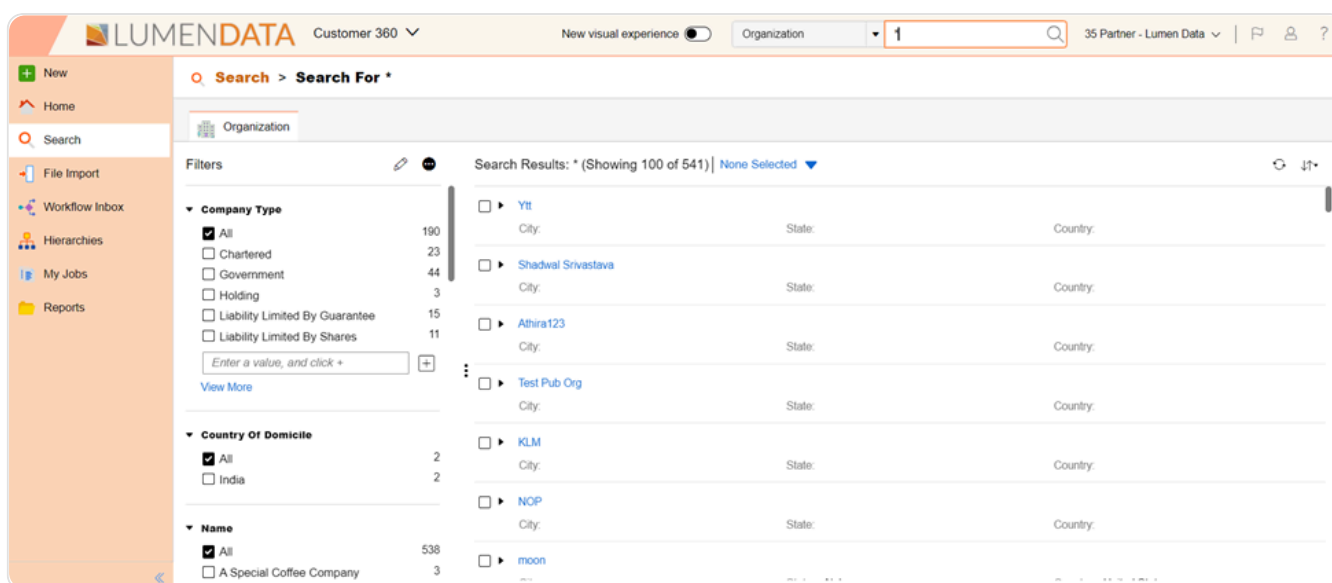 LUMENDATA Customer 360 New visual experience Organization 1 35 Partner - Lumen Data ?
New
Home
Search
File Import
Workflow Inbox
Hierarchies
My Jobs
Reports
Search > Search For *
Organization
Filters
Company Type
All 190
Chartered 23
Government 44
Holding 3
Liability Limited By Guarantee 15
Liability Limited By Shares 11
Enter a value, and click +
View More
Country Of Domicile
All 2
India 2
Name
All 538
A Special Coffee Company 3
Search Results: * (Showing 100 of 541) None Selected
Ytt
City: State: Country:
Shadwal Srivastava
City: State: Country:
Athira123
City: State: Country:
Test Pub Org
City: State: Country:
KLM
City: State: Country:
NOP
City: State: Country:
moon